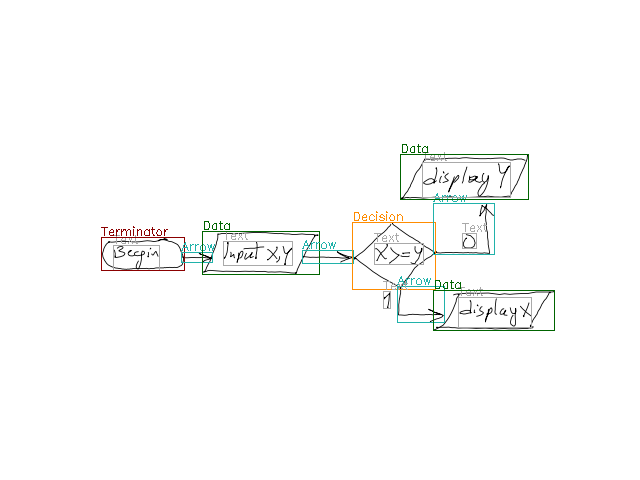 Data
Text
display Y
Arrow
Decision
Terminator
Text
Begin
Arrow
Data
Text
Input X,Y
Arrow
Text
X>=Y
Text
0
Arrow
Text
1
Data
Text
displayX